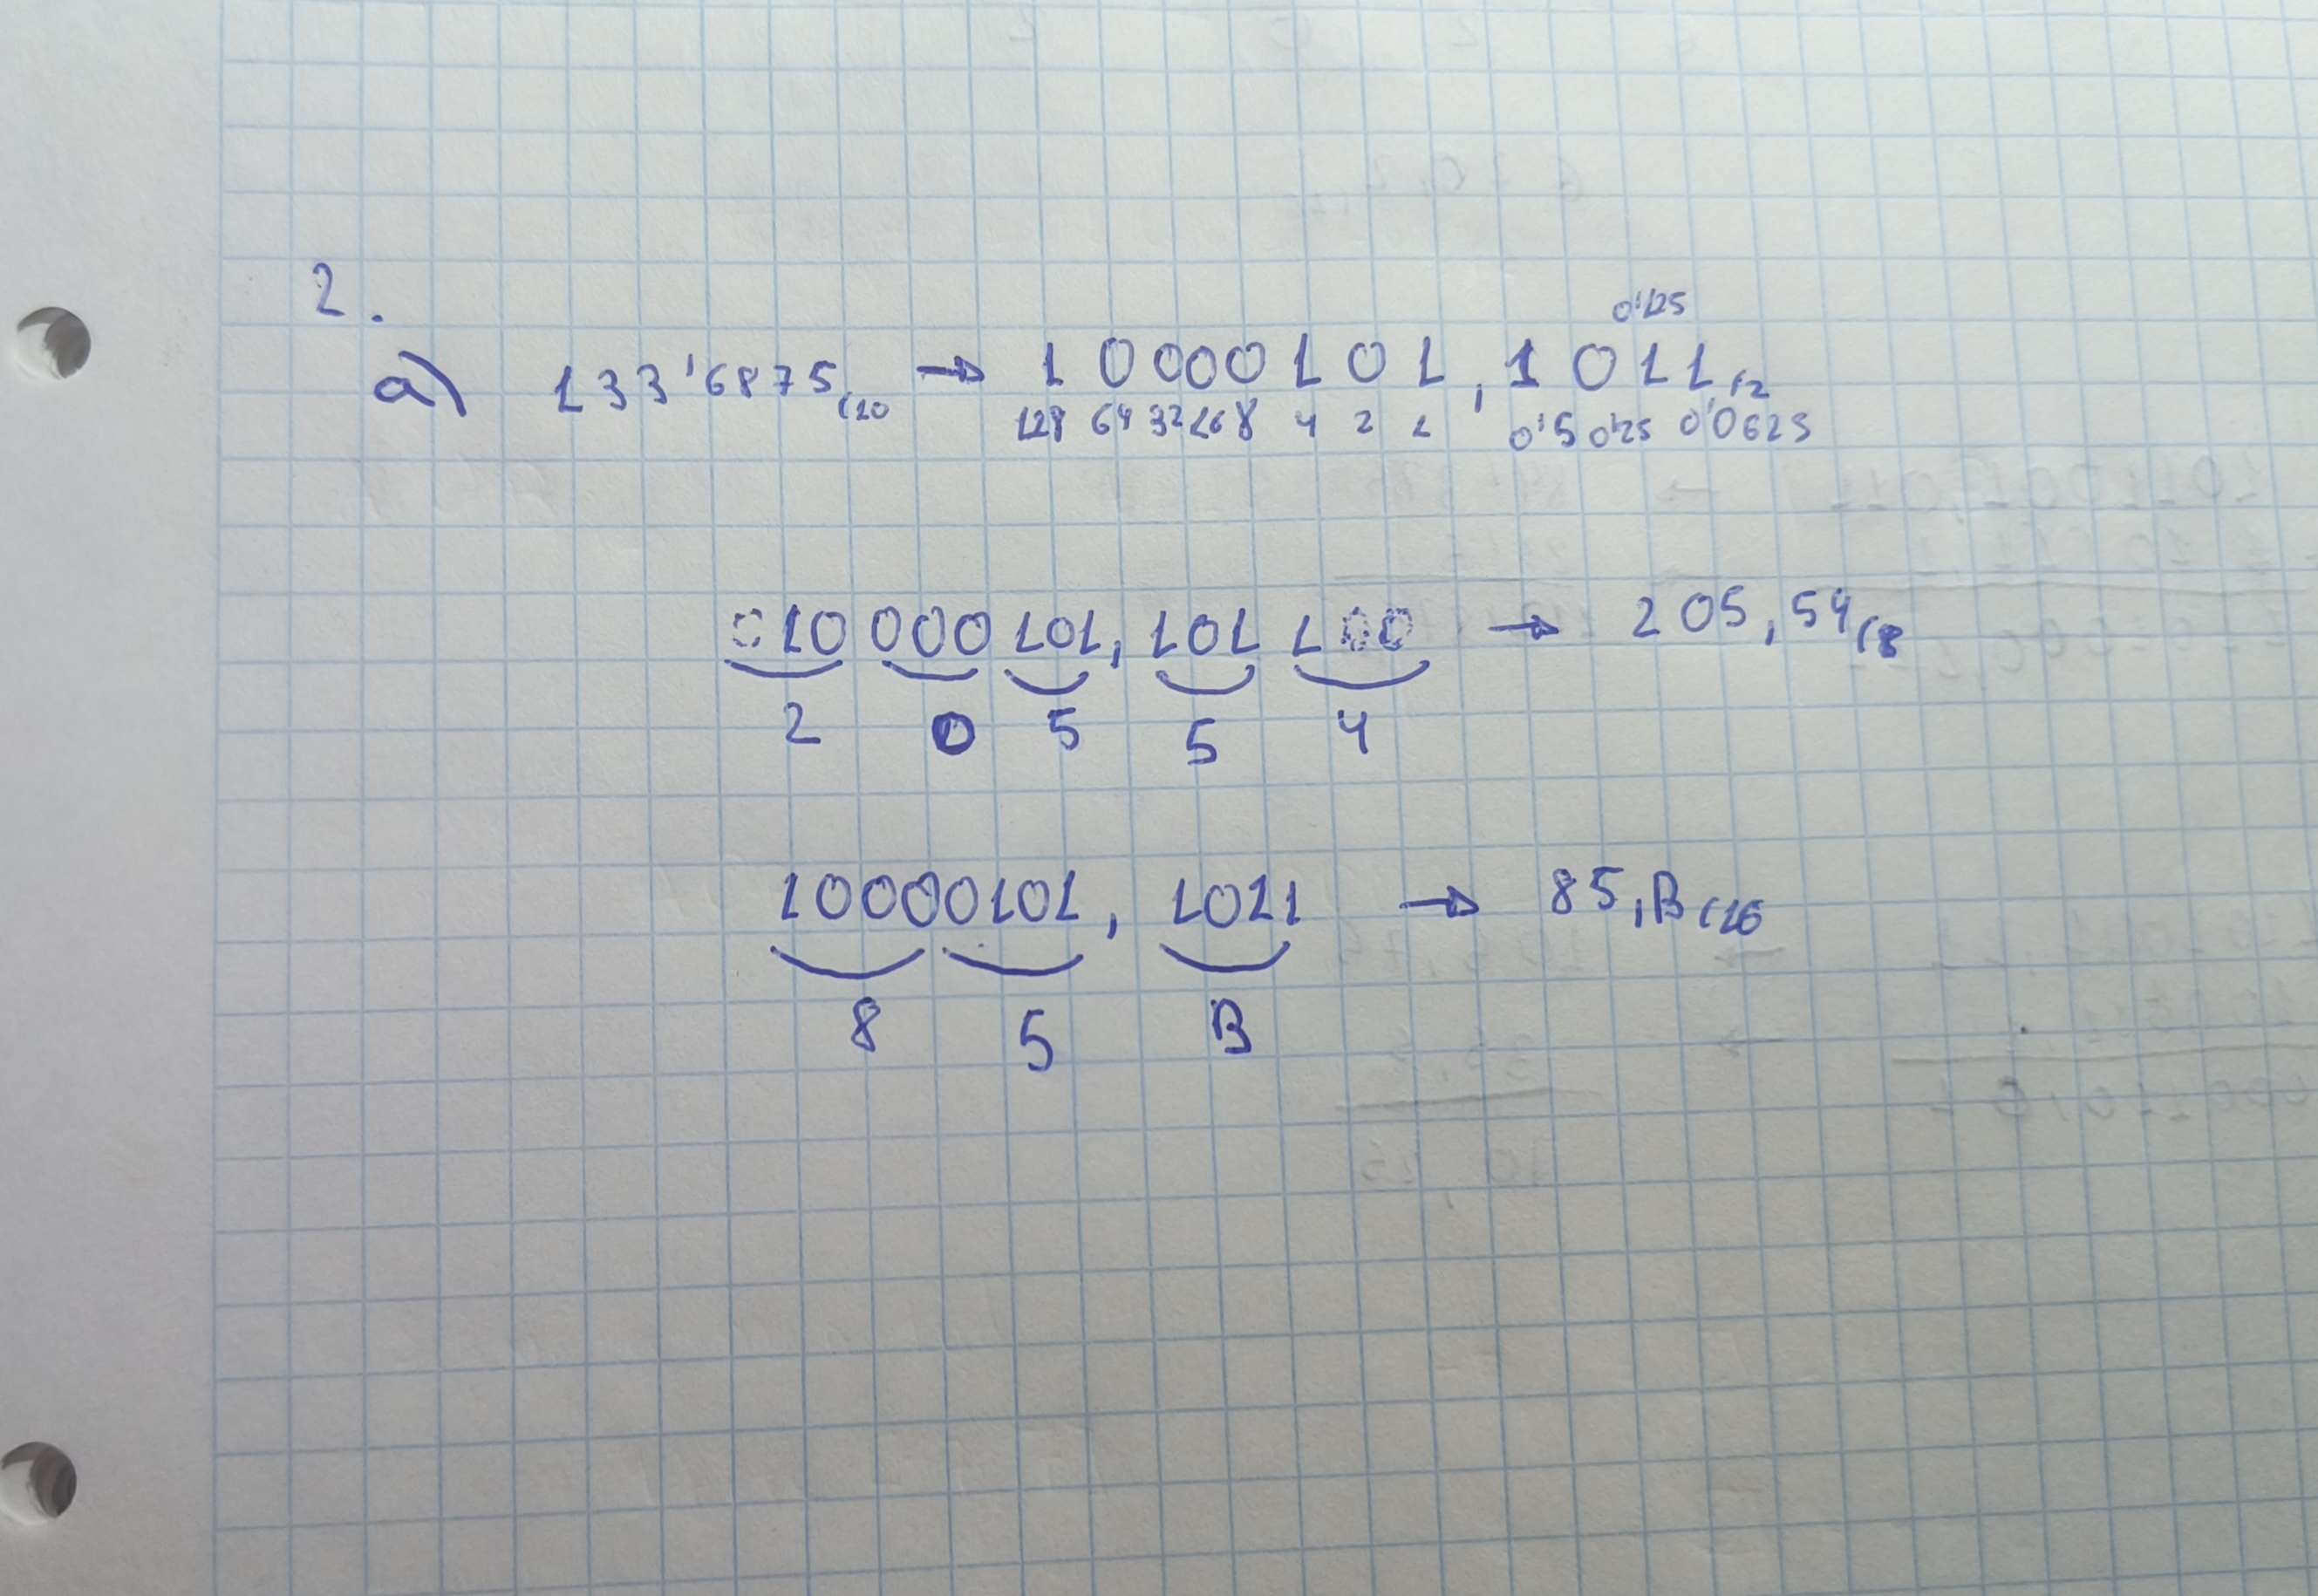 2.
0'125
a) 133'6875(10 → 10000101,1011(2
128 64 32 16 8 4 2 1 0'5 0'25 0'0625
010 000 101, 101 100 → 205,54(8
2 0 5 5 4
10000101, 1011 → 85,B(16
8 5 B